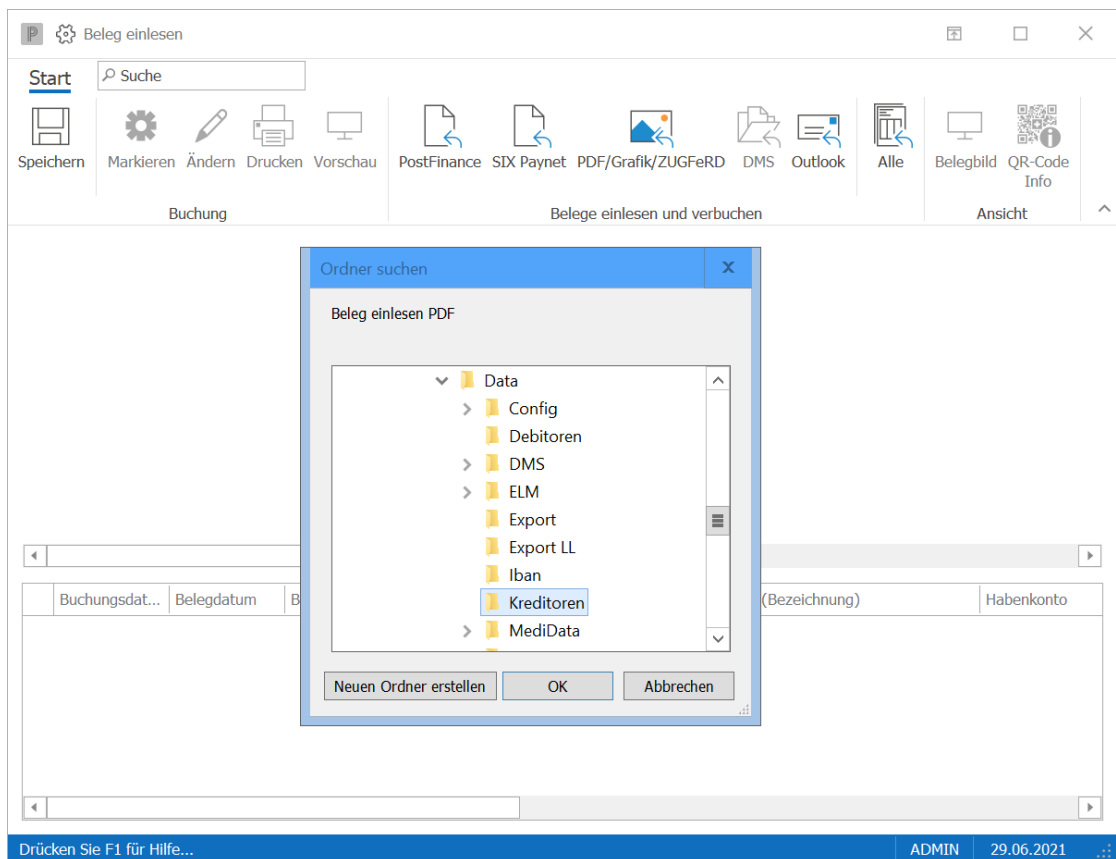 P Beleg einlesen
Start Suche
Speichern Markieren Ändern Drucken Vorschau PostFinance SIX Paynet PDF/Grafik/ZUGFeRD DMS Outlook Alle Belegbild QR-Code Info
Buchung Belege einlesen und verbuchen Ansicht
Ordner suchen
Beleg einlesen PDF
Data
Config
Debitoren
DMS
ELM
Export
Export LL
Iban
Kreditoren
MediData
Neuen Ordner erstellen OK Abbrechen
Buchungsdat... Belegdatum B (Bezeichnung) Habenkonto
Drücken Sie F1 für Hilfe... ADMIN 29.06.2021